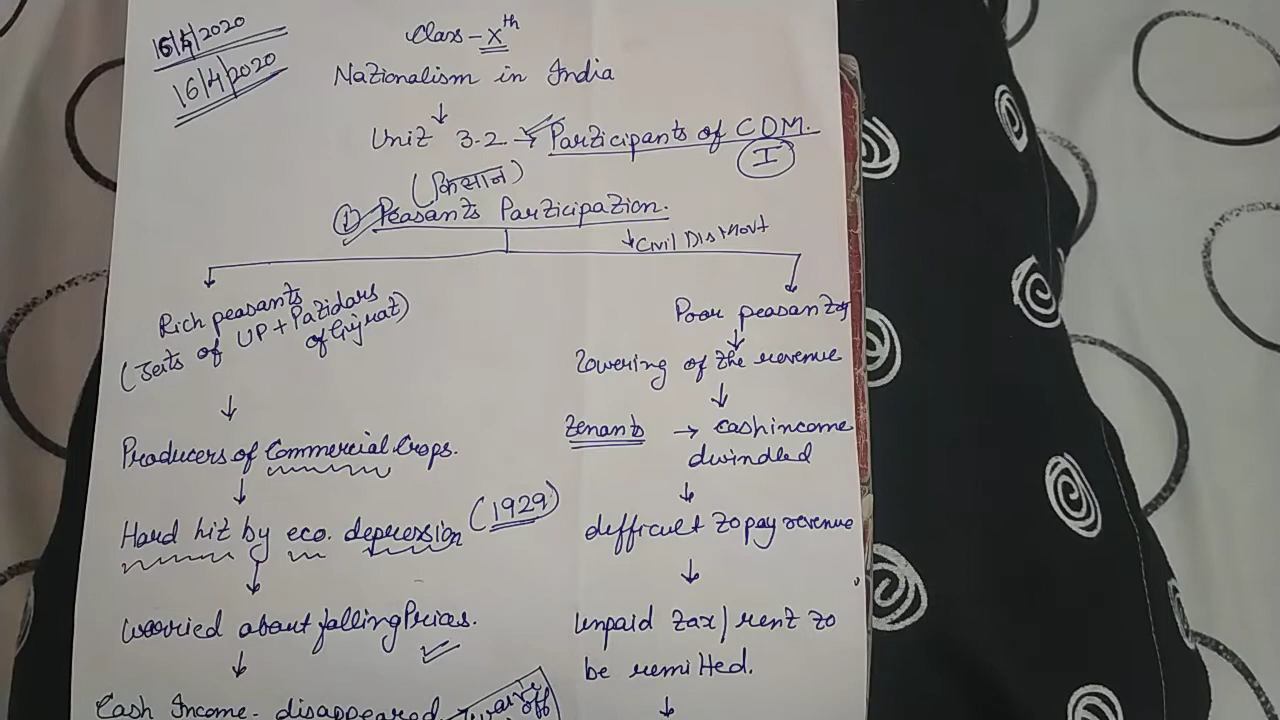 16/4/2020
16/4/2020
Class - Xth
Nationalism in India
↓
Unit 3.2 → Participants of CDM.
I
(किसान)
① Peasants Participation.
↓ Civil Dis Movt
Rich peasants
(Jats of UP + Patidars
of Gujrat)
↓
Producers of Commercial Crops.
↓
Hard hit by eco. depression (1929)
↓
Worried about falling Prices.
↓
Cash Income disappeared
Poor peasants
↓
lowering of the revenue
↓
tenants → cash income
dwindled
↓
difficult to pay revenue
↓
Unpaid tax/rent to
be remitted.
↓